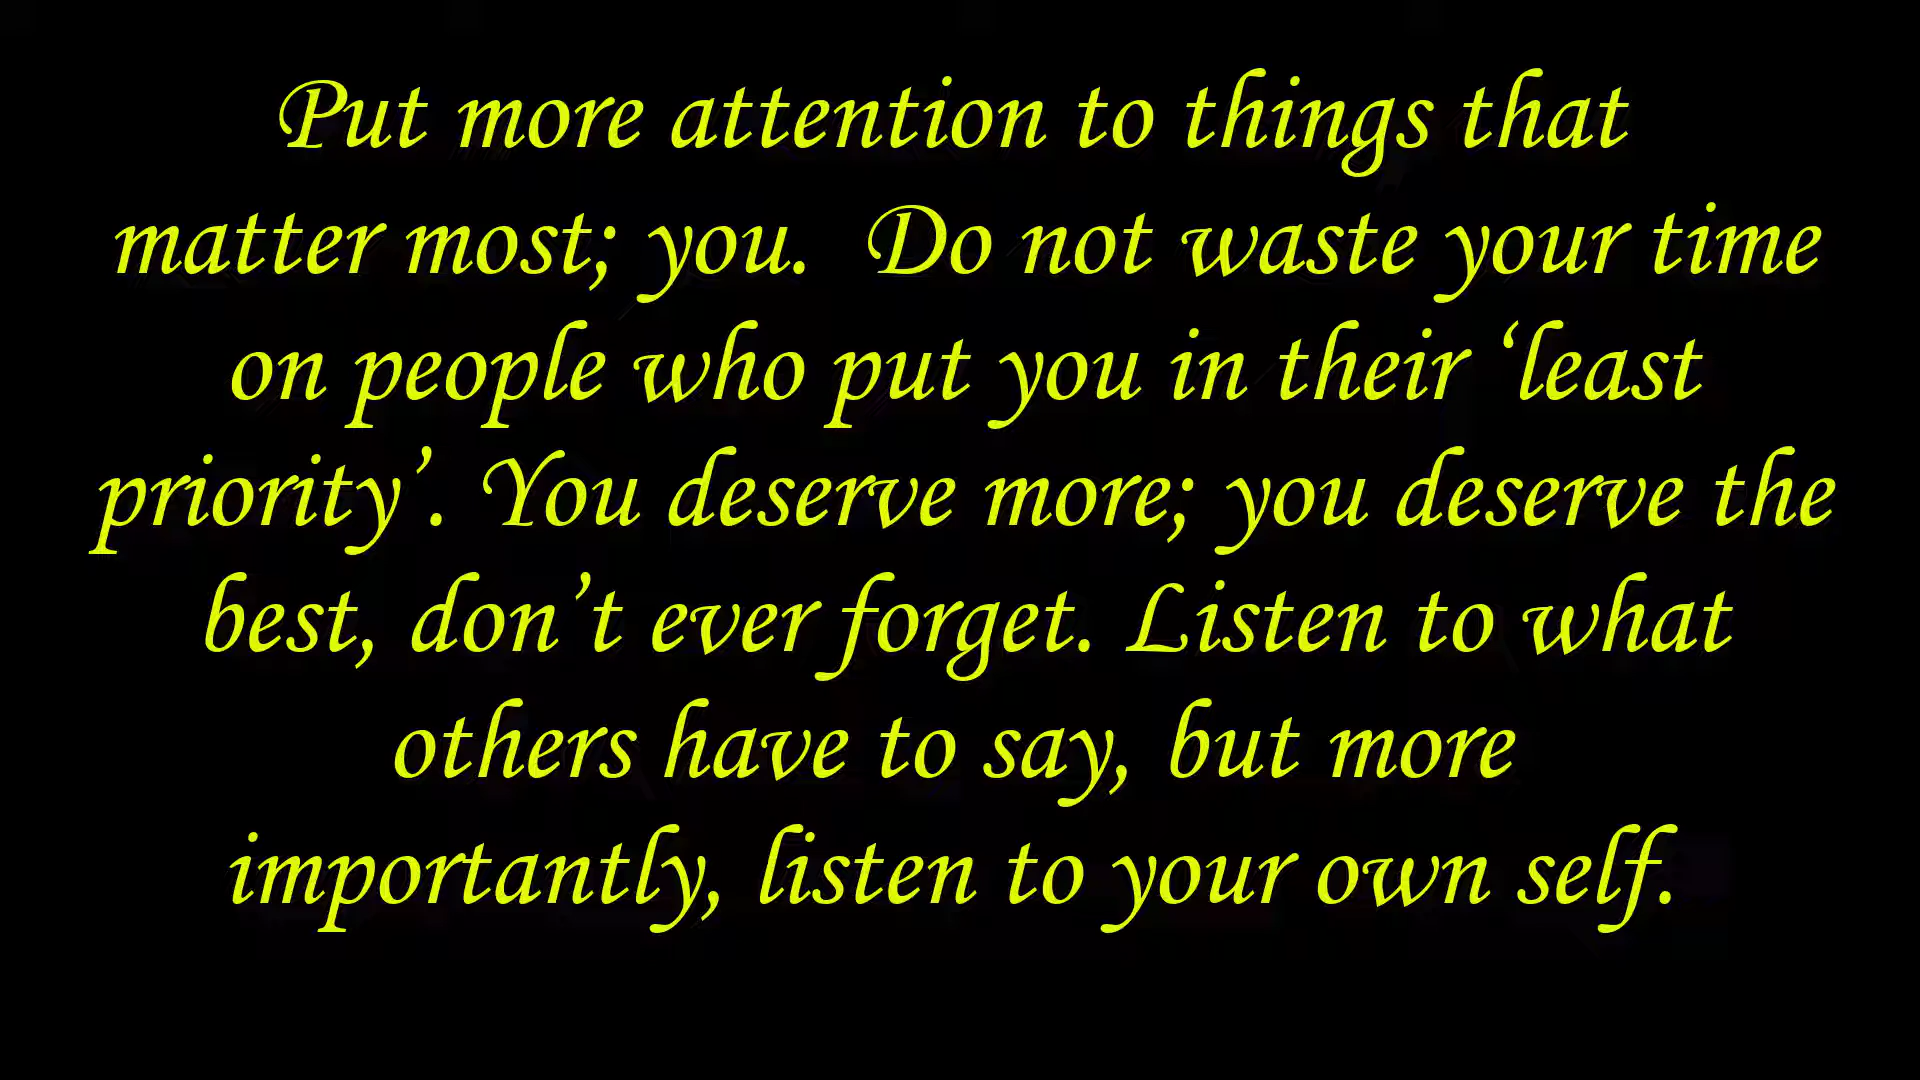 Put more attention to things that
matter most; you.  Do not waste your time
on people who put you in their ‘least
priority’. You deserve more; you deserve the
best, don’t ever forget. Listen to what
others have to say, but more
importantly, listen to your own self.